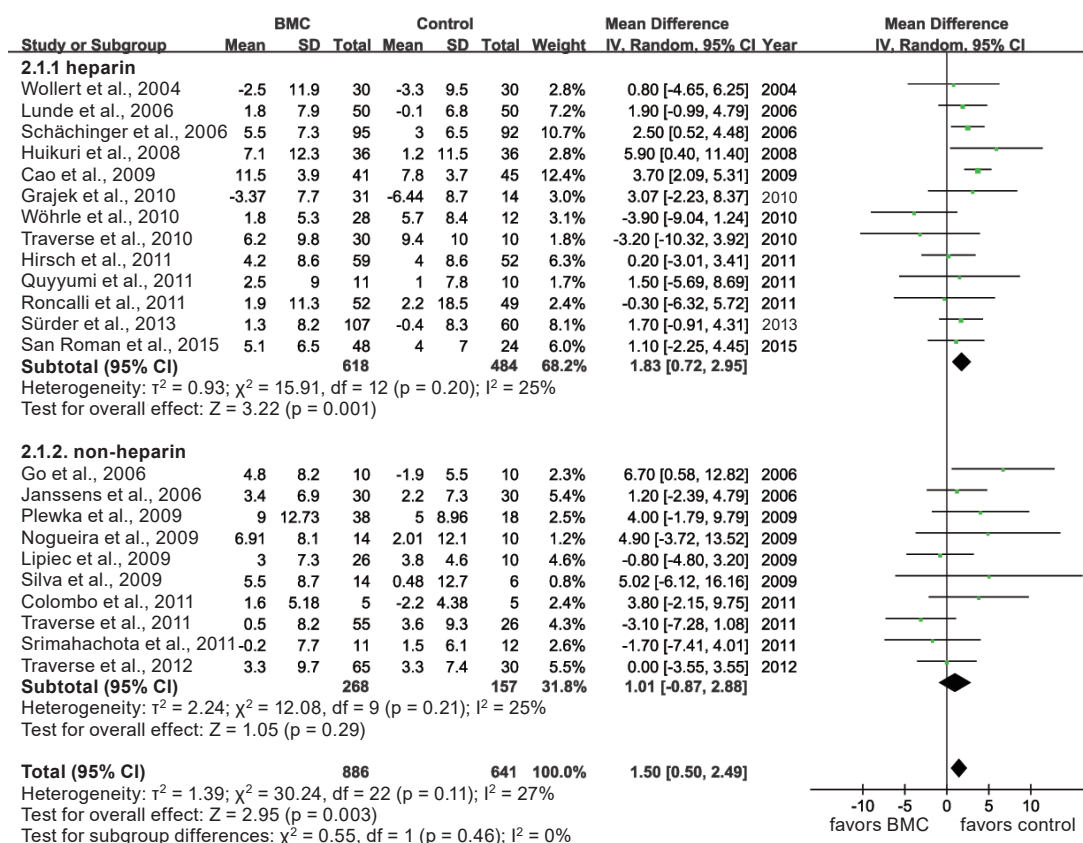 BMC Control Mean Difference Mean Difference
Study or Subgroup Mean SD Total Mean SD Total Weight IV, Random, 95% CI Year IV, Random, 95% CI
2.1.1 heparin
Wollert et al., 2004 -2.5 11.9 30 -3.3 9.5 30 2.8% 0.80 [-4.65, 6.25] 2004
Lunde et al., 2006 1.8 7.9 50 -0.1 6.8 50 7.2% 1.90 [-0.99, 4.79] 2006
Schächinger et al., 2006 5.5 7.3 95 3 6.5 92 10.7% 2.50 [0.52, 4.48] 2006
Huikuri et al., 2008 7.1 12.3 36 1.2 11.5 36 2.8% 5.90 [0.40, 11.40] 2008
Cao et al., 2009 11.5 3.9 41 7.8 3.7 45 12.4% 3.70 [2.09, 5.31] 2009
Grajek et al., 2010 -3.37 7.7 31 -6.44 8.7 14 3.0% 3.07 [-2.23, 8.37] 2010
Wöhrle et al., 2010 1.8 5.3 28 5.7 8.4 12 3.1% -3.90 [-9.04, 1.24] 2010
Traverse et al., 2010 6.2 9.8 30 9.4 10 10 1.8% -3.20 [-10.32, 3.92] 2010
Hirsch et al., 2011 4.2 8.6 59 4 8.6 52 6.3% 0.20 [-3.01, 3.41] 2011
Quyyumi et al., 2011 2.5 9 11 1 7.8 10 1.7% 1.50 [-5.69, 8.69] 2011
Roncalli et al., 2011 1.9 11.3 52 2.2 18.5 49 2.4% -0.30 [-6.32, 5.72] 2011
Sürder et al., 2013 1.3 8.2 107 -0.4 8.3 60 8.1% 1.70 [-0.91, 4.31] 2013
San Roman et al., 2015 5.1 6.5 48 4 7 24 6.0% 1.10 [-2.25, 4.45] 2015
Subtotal (95% CI) 618 484 68.2% 1.83 [0.72, 2.95]
Heterogeneity: τ² = 0.93; χ² = 15.91, df = 12 (p = 0.20); I² = 25%
Test for overall effect: Z = 3.22 (p = 0.001)
2.1.2. non-heparin
Go et al., 2006 4.8 8.2 10 -1.9 5.5 10 2.3% 6.70 [0.58, 12.82] 2006
Janssens et al., 2006 3.4 6.9 30 2.2 7.3 30 5.4% 1.20 [-2.39, 4.79] 2006
Plewka et al., 2009 9 12.73 38 5 8.96 18 2.5% 4.00 [-1.79, 9.79] 2009
Nogueira et al., 2009 6.91 8.1 14 2.01 12.1 10 1.2% 4.90 [-3.72, 13.52] 2009
Lipiec et al., 2009 3 7.3 26 3.8 4.6 10 4.6% -0.80 [-4.80, 3.20] 2009
Silva et al., 2009 5.5 8.7 14 0.48 12.7 6 0.8% 5.02 [-6.12, 16.16] 2009
Colombo et al., 2011 1.6 5.18 5 -2.2 4.38 5 2.4% 3.80 [-2.15, 9.75] 2011
Traverse et al., 2011 0.5 8.2 55 3.6 9.3 26 4.3% -3.10 [-7.28, 1.08] 2011
Srimahachota et al., 2011 -0.2 7.7 11 1.5 6.1 12 2.6% -1.70 [-7.41, 4.01] 2011
Traverse et al., 2012 3.3 9.7 65 3.3 7.4 30 5.5% 0.00 [-3.55, 3.55] 2012
Subtotal (95% CI) 268 157 31.8% 1.01 [-0.87, 2.88]
Heterogeneity: τ² = 2.24; χ² = 12.08, df = 9 (p = 0.21); I² = 25%
Test for overall effect: Z = 1.05 (p = 0.29)
Total (95% CI) 886 641 100.0% 1.50 [0.50, 2.49]
Heterogeneity: τ² = 1.39; χ² = 30.24, df = 22 (p = 0.11); I² = 27%
Test for overall effect: Z = 2.95 (p = 0.003)
Test for subgroup differences: χ² = 0.55, df = 1 (p = 0.46); I² = 0%
-10 -5 0 5 10
favors BMC favors control